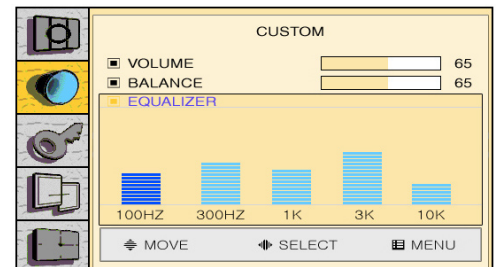 CUSTOM
VOLUME 65
BALANCE 65
EQUALIZER
100HZ 300HZ 1K 3K 10K
MOVE SELECT MENU